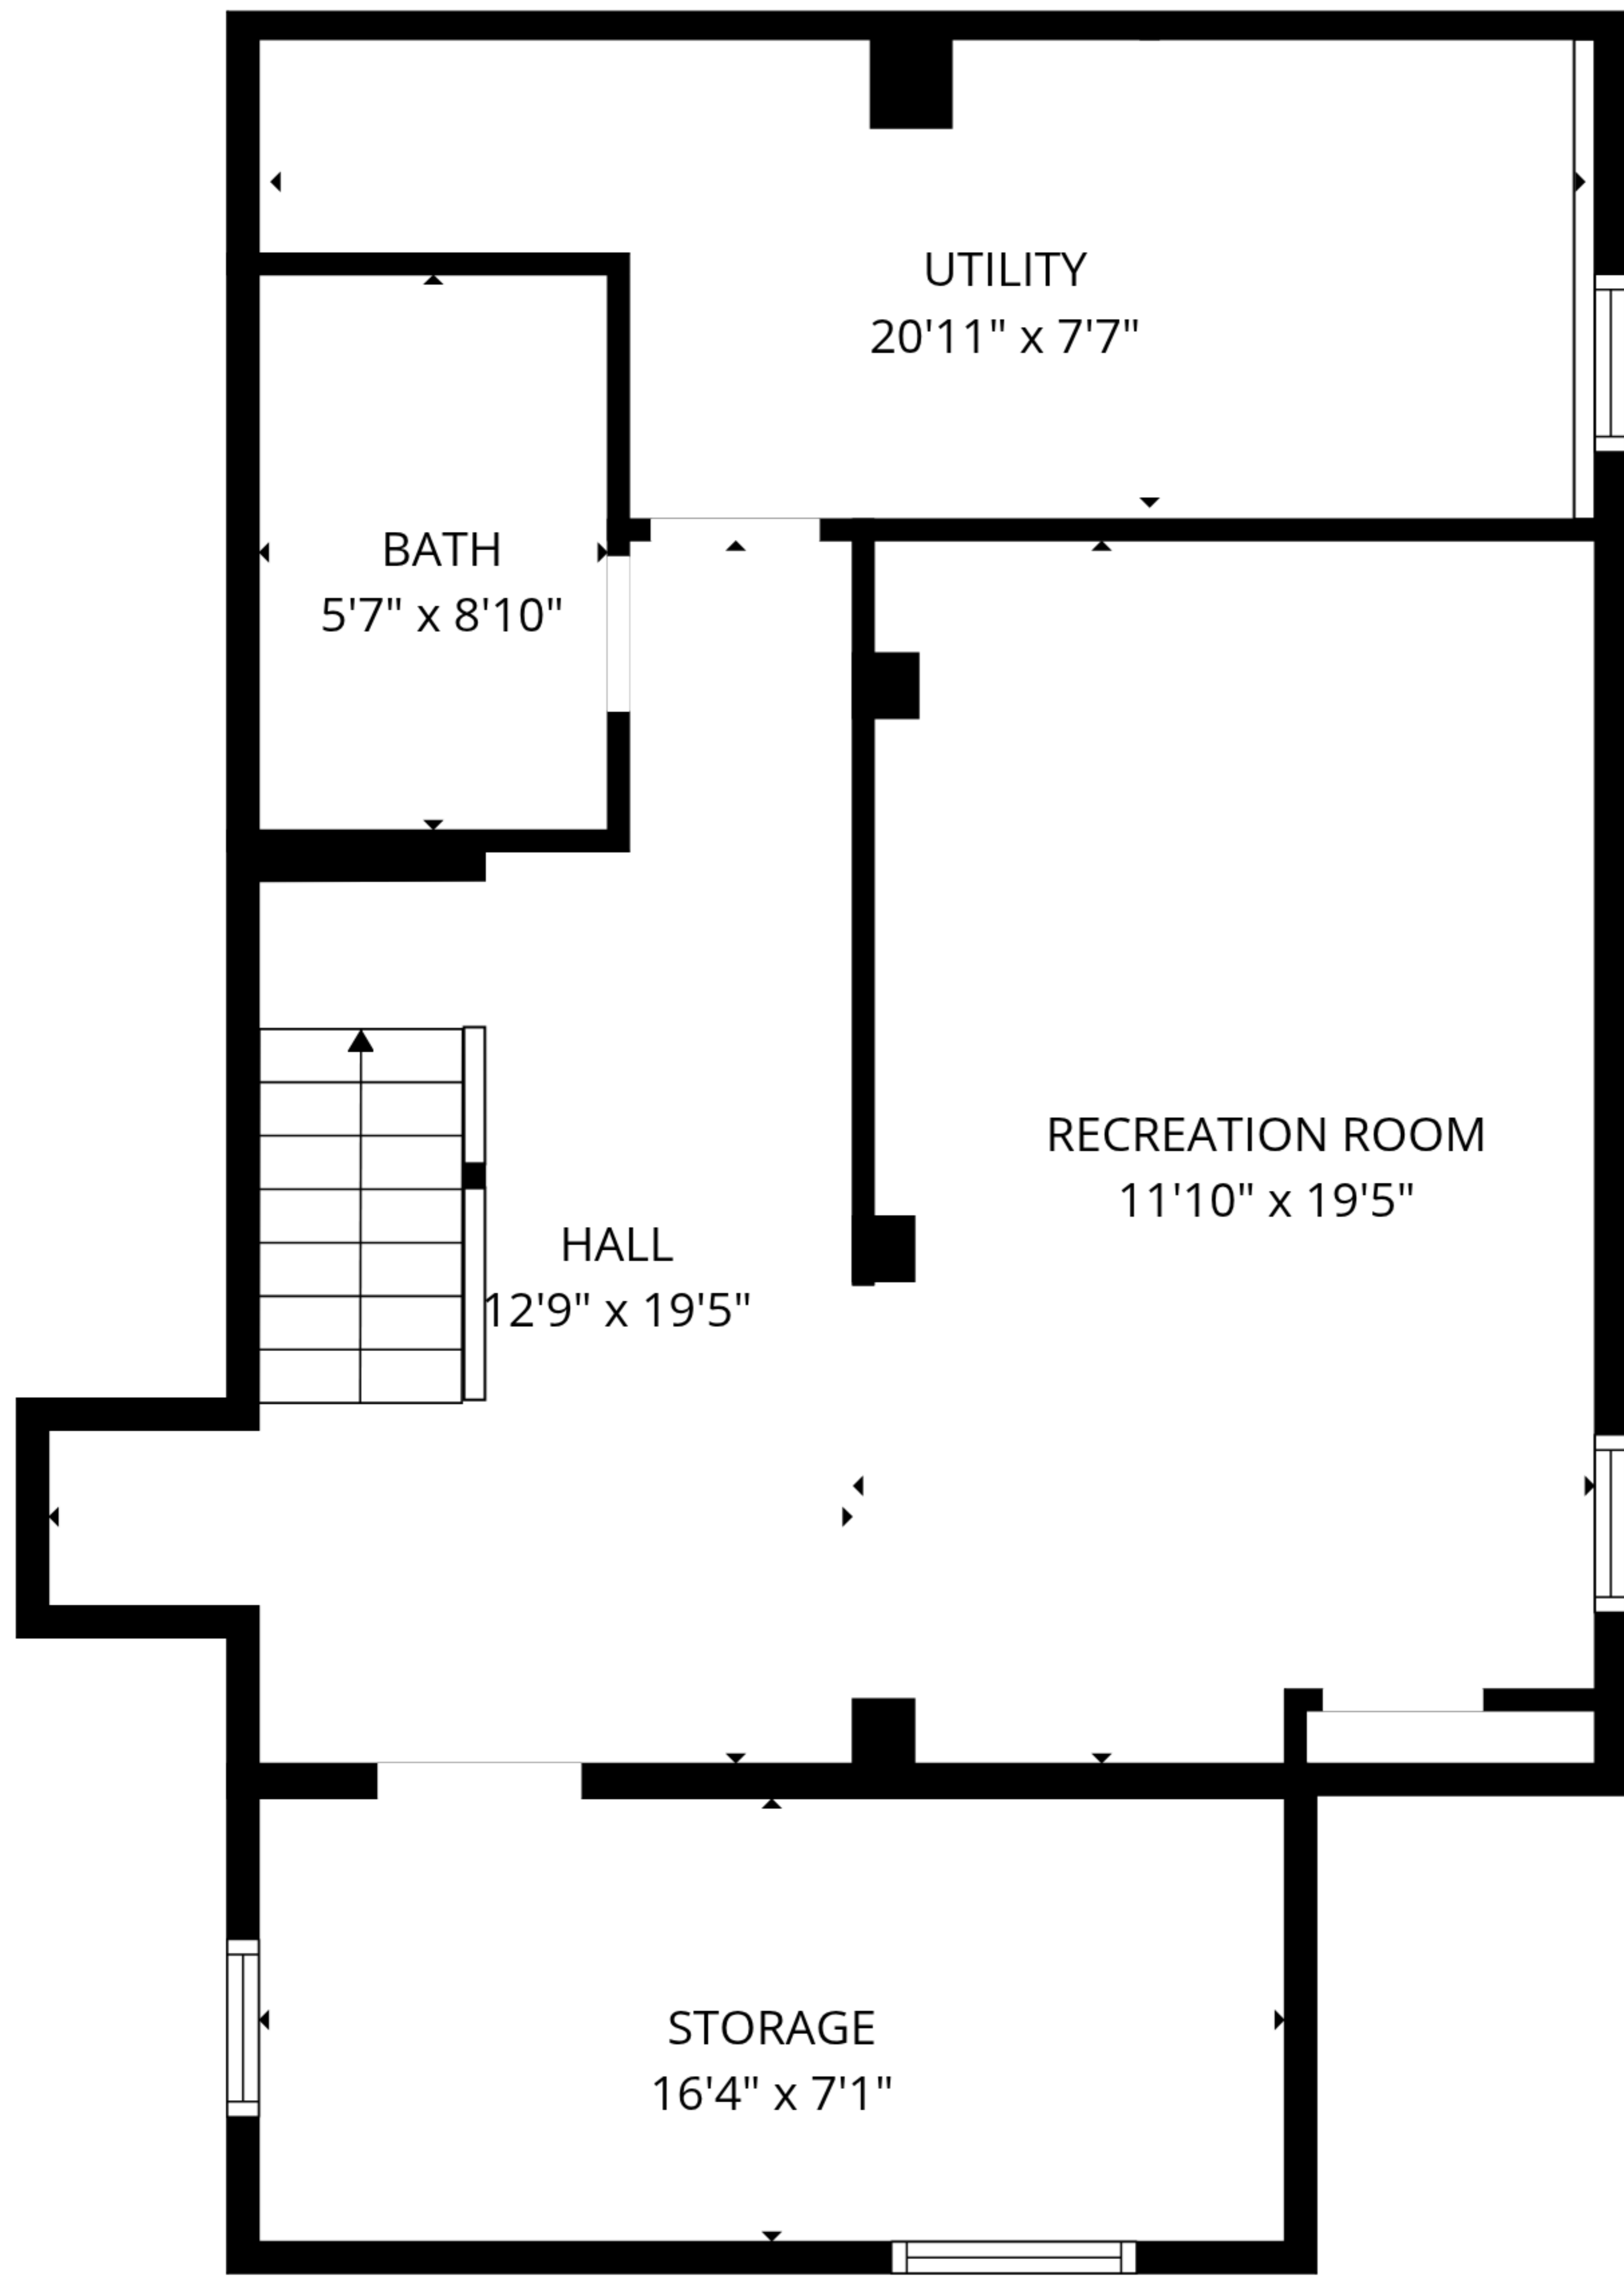 UTILITY
20'11" x 7'7"
BATH
5'7" x 8'10"
RECREATION ROOM
11'10" x 19'5"
HALL
12'9" x 19'5"
STORAGE
16'4" x 7'1"